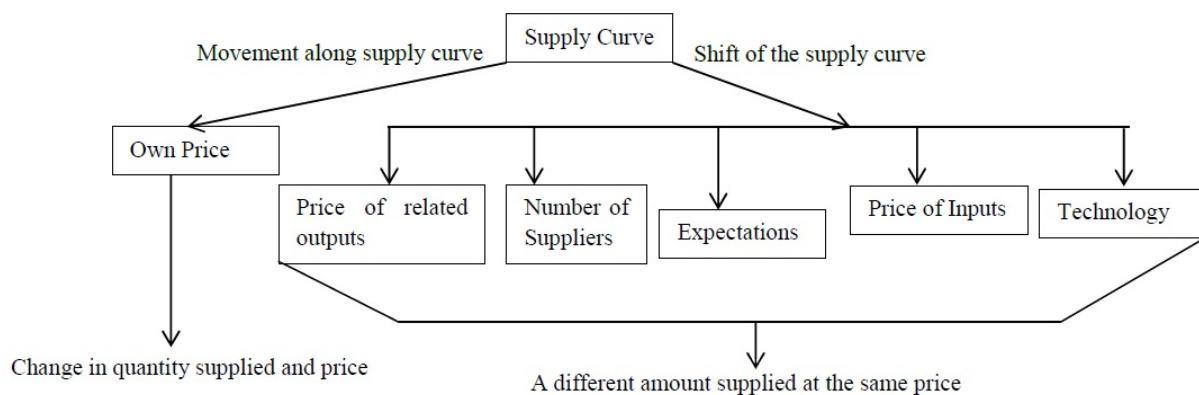 Supply Curve
Movement along supply curve
Shift of the supply curve
Own Price
Price of related
outputs
Number of
Suppliers
Expectations
Price of Inputs
Technology
Change in quantity supplied and price
A different amount supplied at the same price